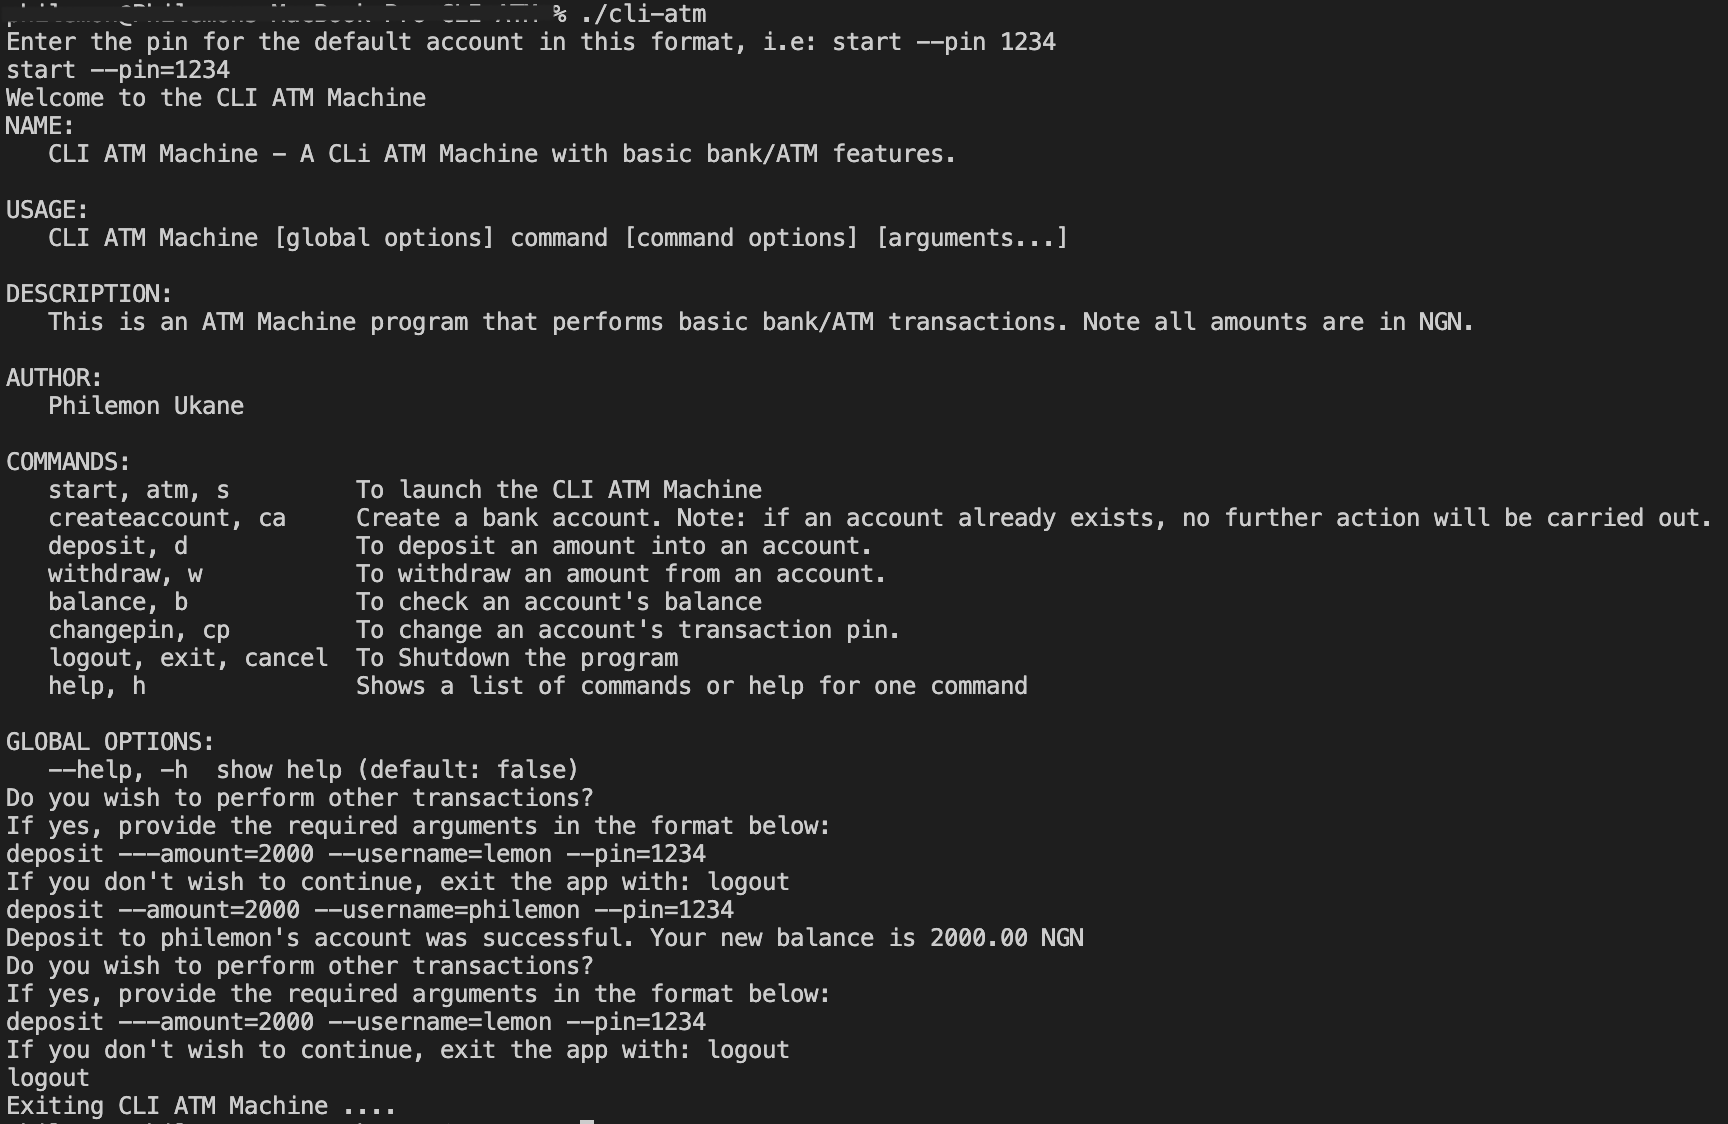 % ./cli-atm
Enter the pin for the default account in this format, i.e: start --pin 1234
start --pin=1234
Welcome to the CLI ATM Machine
NAME:
   CLI ATM Machine - A CLi ATM Machine with basic bank/ATM features.

USAGE:
   CLI ATM Machine [global options] command [command options] [arguments...]

DESCRIPTION:
   This is an ATM Machine program that performs basic bank/ATM transactions. Note all amounts are in NGN.

AUTHOR:
   Philemon Ukane

COMMANDS:
   start, atm, s         To launch the CLI ATM Machine
   createaccount, ca     Create a bank account. Note: if an account already exists, no further action will be carried out.
   deposit, d            To deposit an amount into an account.
   withdraw, w           To withdraw an amount from an account.
   balance, b            To check an account's balance
   changepin, cp         To change an account's transaction pin.
   logout, exit, cancel  To Shutdown the program
   help, h               Shows a list of commands or help for one command

GLOBAL OPTIONS:
   --help, -h  show help (default: false)
Do you wish to perform other transactions?
If yes, provide the required arguments in the format below:
deposit ---amount=2000 --username=lemon --pin=1234
If you don't wish to continue, exit the app with: logout
deposit --amount=2000 --username=philemon --pin=1234
Deposit to philemon's account was successful. Your new balance is 2000.00 NGN
Do you wish to perform other transactions?
If yes, provide the required arguments in the format below:
deposit ---amount=2000 --username=lemon --pin=1234
If you don't wish to continue, exit the app with: logout
logout
Exiting CLI ATM Machine ....